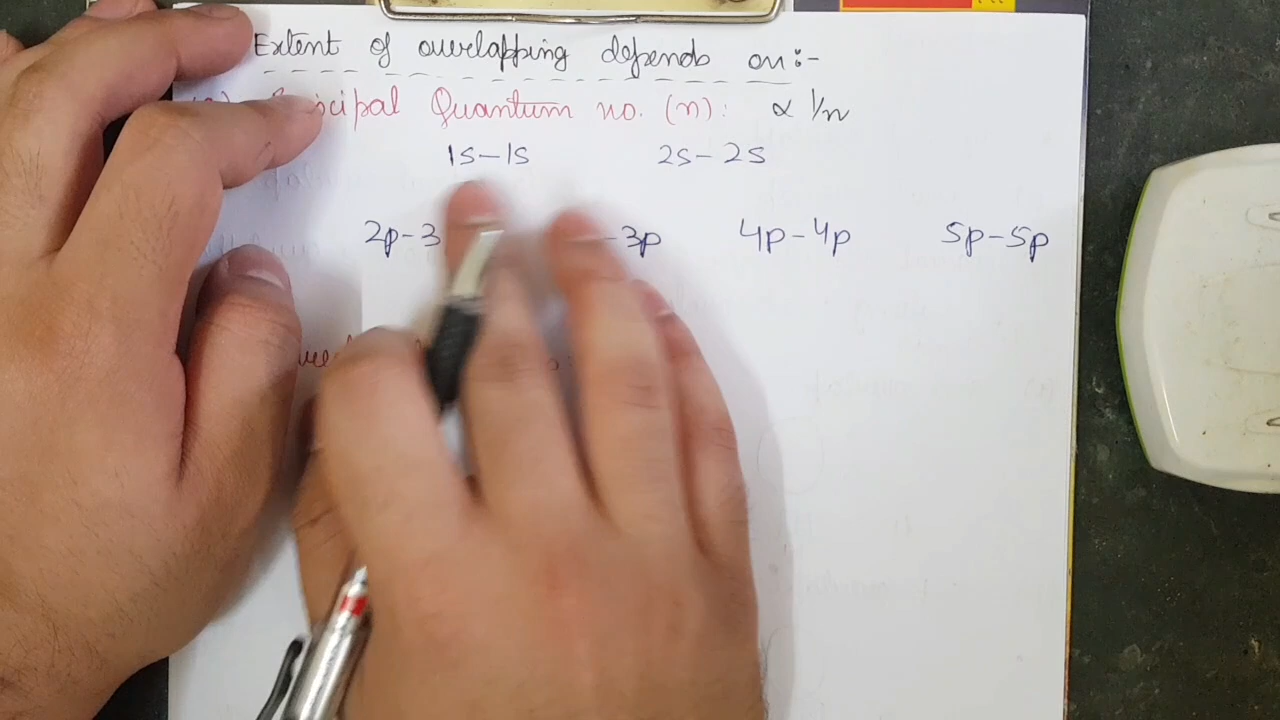 Extent of overlapping depends on:-
Quantum no. (n): ∝ 1/n
1s-1s 2s-2s
2p-3 -3p 4p-4p 5p-5p